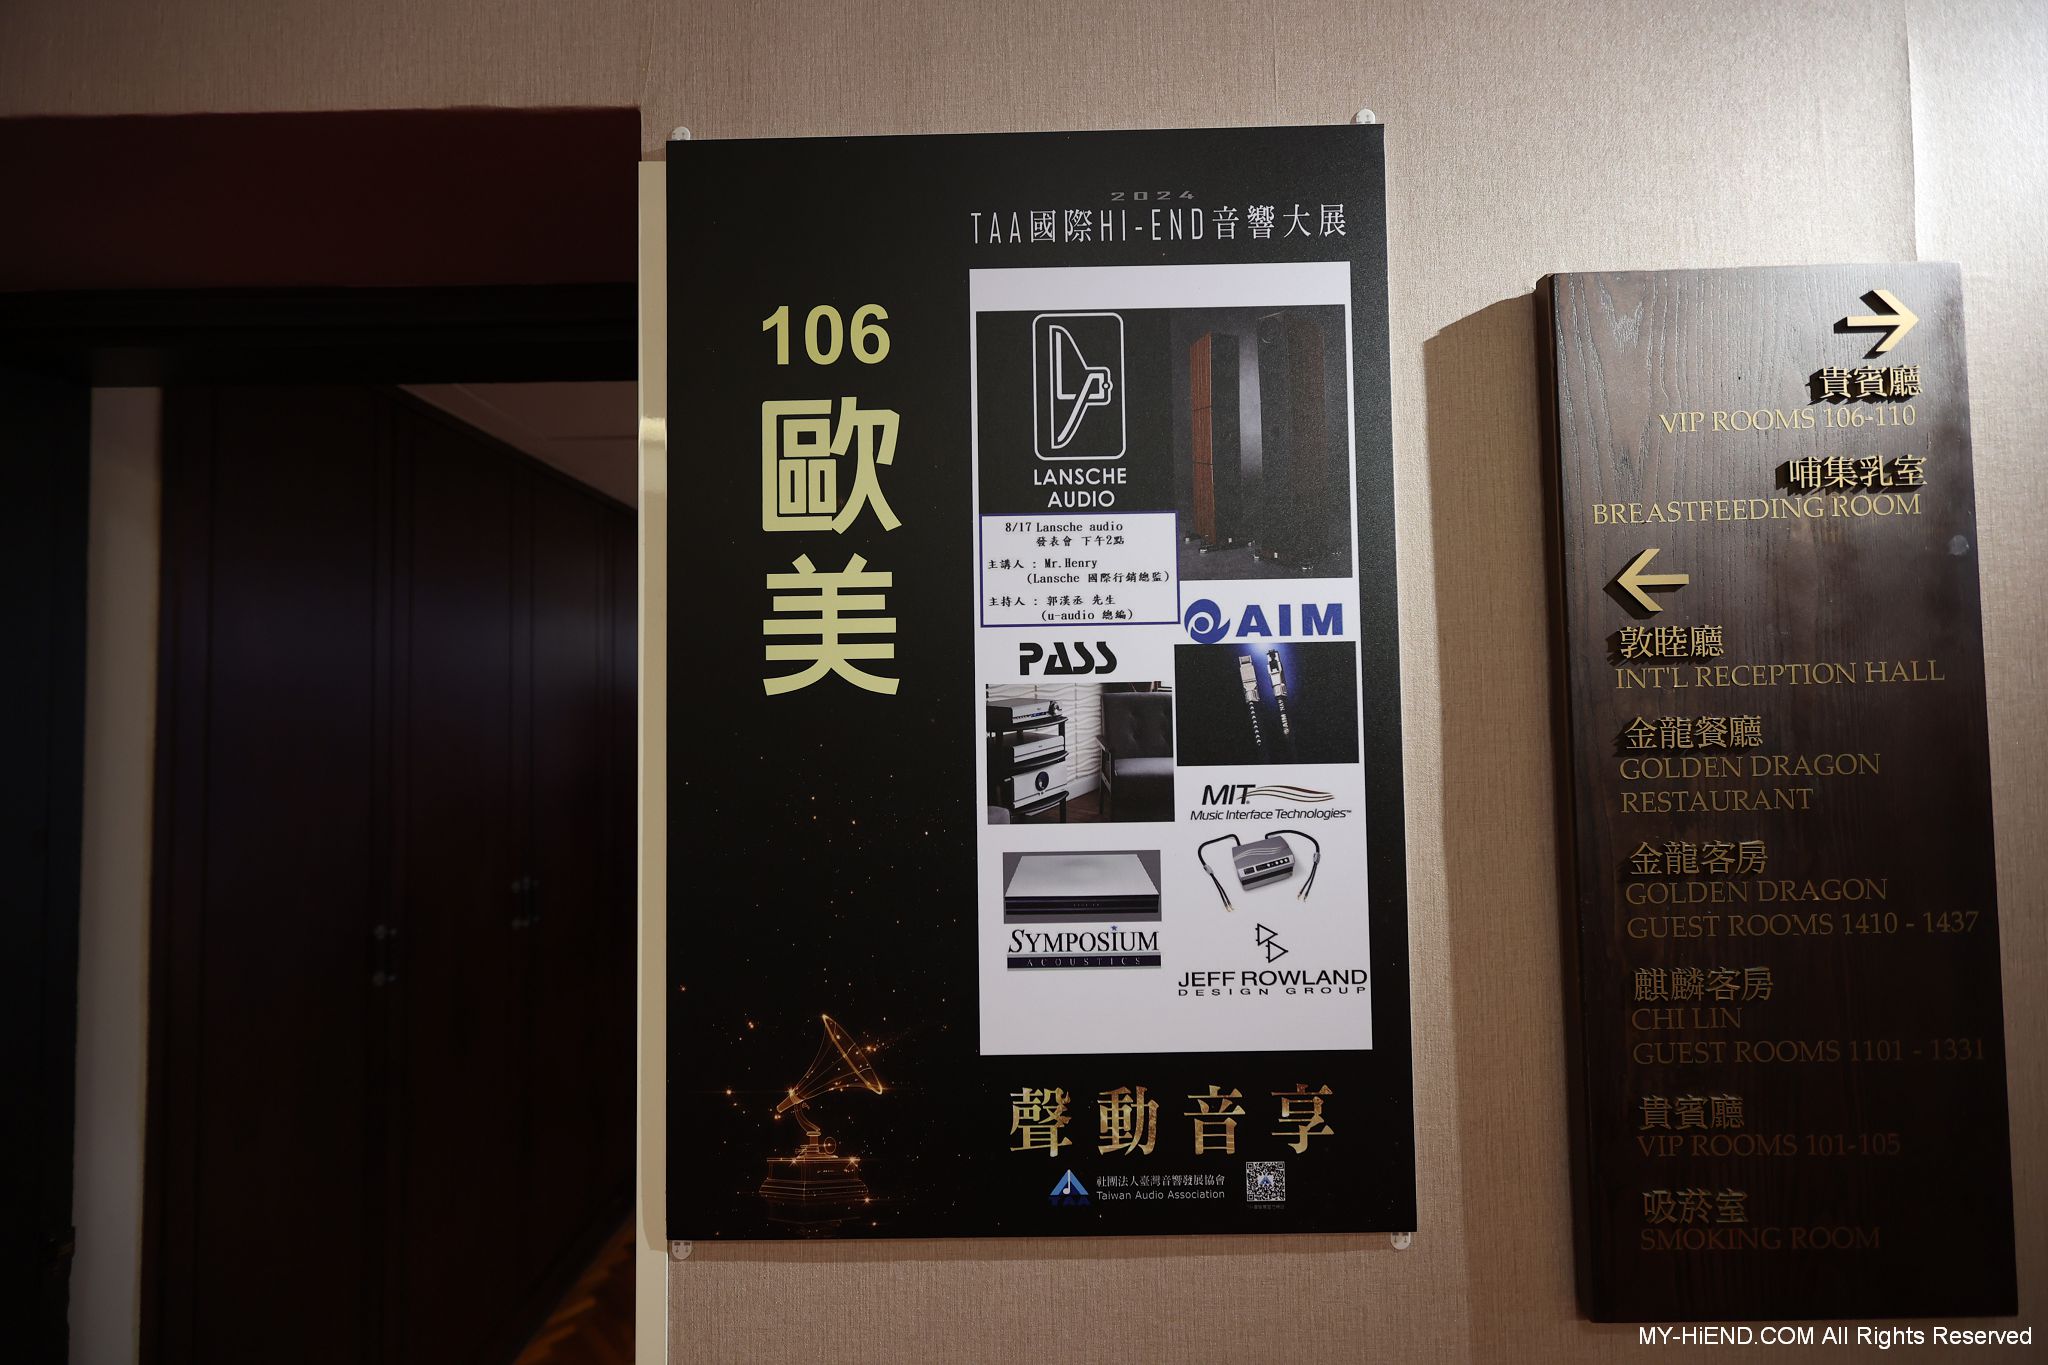 2024
TAA國際HI-END音響大展
106
歐美
LANSCHE
AUDIO
8/17 Lansche audio
發表會 下午2點
主講人 : Mr.Henry
(Lansche 國際行銷總監)
主持人 : 郭漢丞 先生
(u-audio 總編)
AIM
PASS
MIT
Music Interface Technologies™
SYMPOSIUM
ACOUSTICS
JEFF ROWLAND
DESIGN GROUP
聲動音享
TAA
社團法人臺灣音響發展協會
Taiwan Audio Association
貴賓廳
VIP ROOMS 106-110
哺集乳室
BREASTFEEDING ROOM
敦睦廳
INT'L RECEPTION HALL
金龍餐廳
GOLDEN DRAGON
RESTAURANT
金龍客房
GOLDEN DRAGON
GUEST ROOMS 1410 - 1437
麒麟客房
CHI LIN
GUEST ROOMS 1101 - 1331
貴賓廳
VIP ROOMS 101-105
吸菸室
SMOKING ROOM
MY-HiEND.COM All Rights Reserved